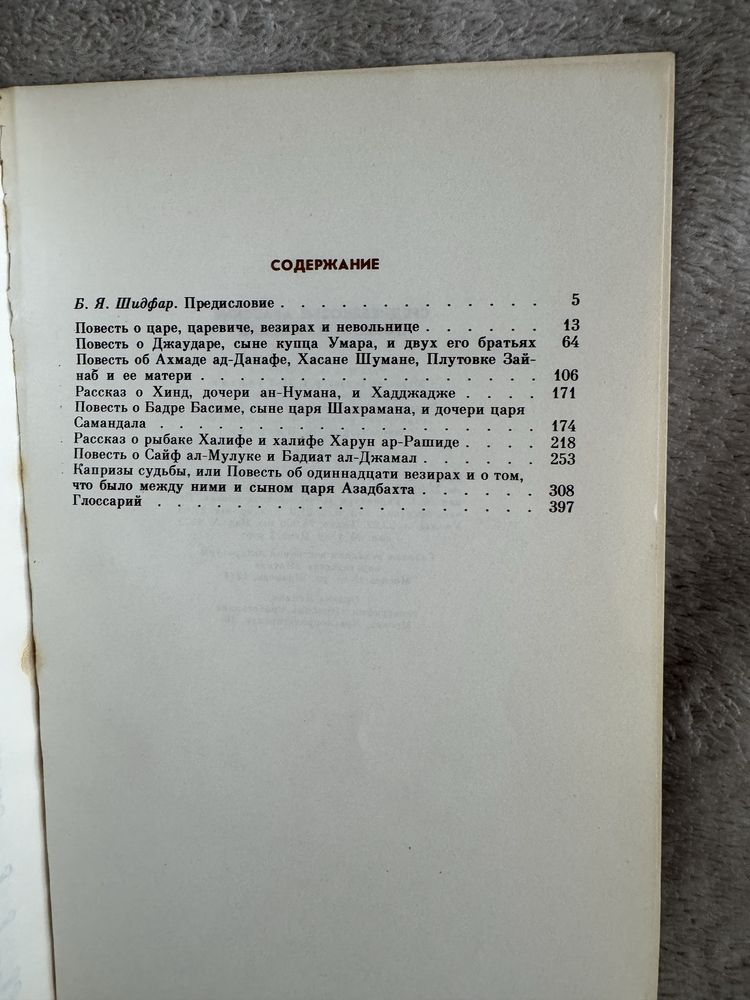 СОДЕРЖАНИЕ
Б. Я. Шидфар. Предисловие . . . . . . . . . . . . . 5
Повесть о царе, царевиче, везирах и невольнице . . . . . . 13
Повесть о Джаударе, сыне купца Умара, и двух его братьях 64
Повесть об Ахмаде ад-Данафе, Хасане Шумане, Плутовке Зай-
наб и ее матери . . . . . . . . . . . . . . . . . 106
Рассказ о Хинд, дочери ан-Нумана, и Хадджадже . . . . 171
Повесть о Бадре Басиме, сыне царя Шахрамана, и дочери царя
Самандала . . . . . . . . . . . . . . . . . . . 174
Рассказ о рыбаке Халифе и халифе Харун ар-Рашиде . . . . 218
Повесть о Сайф ал-Мулуке и Бадиат ал-Джамал . . . . . . 253
Капризы судьбы, или Повесть об одиннадцати везирах и о том,
что было между ними и сыном царя Азадбахта . . . . . . 308
Глоссарий . . . . . . . . . . . . . . . . . . . 397